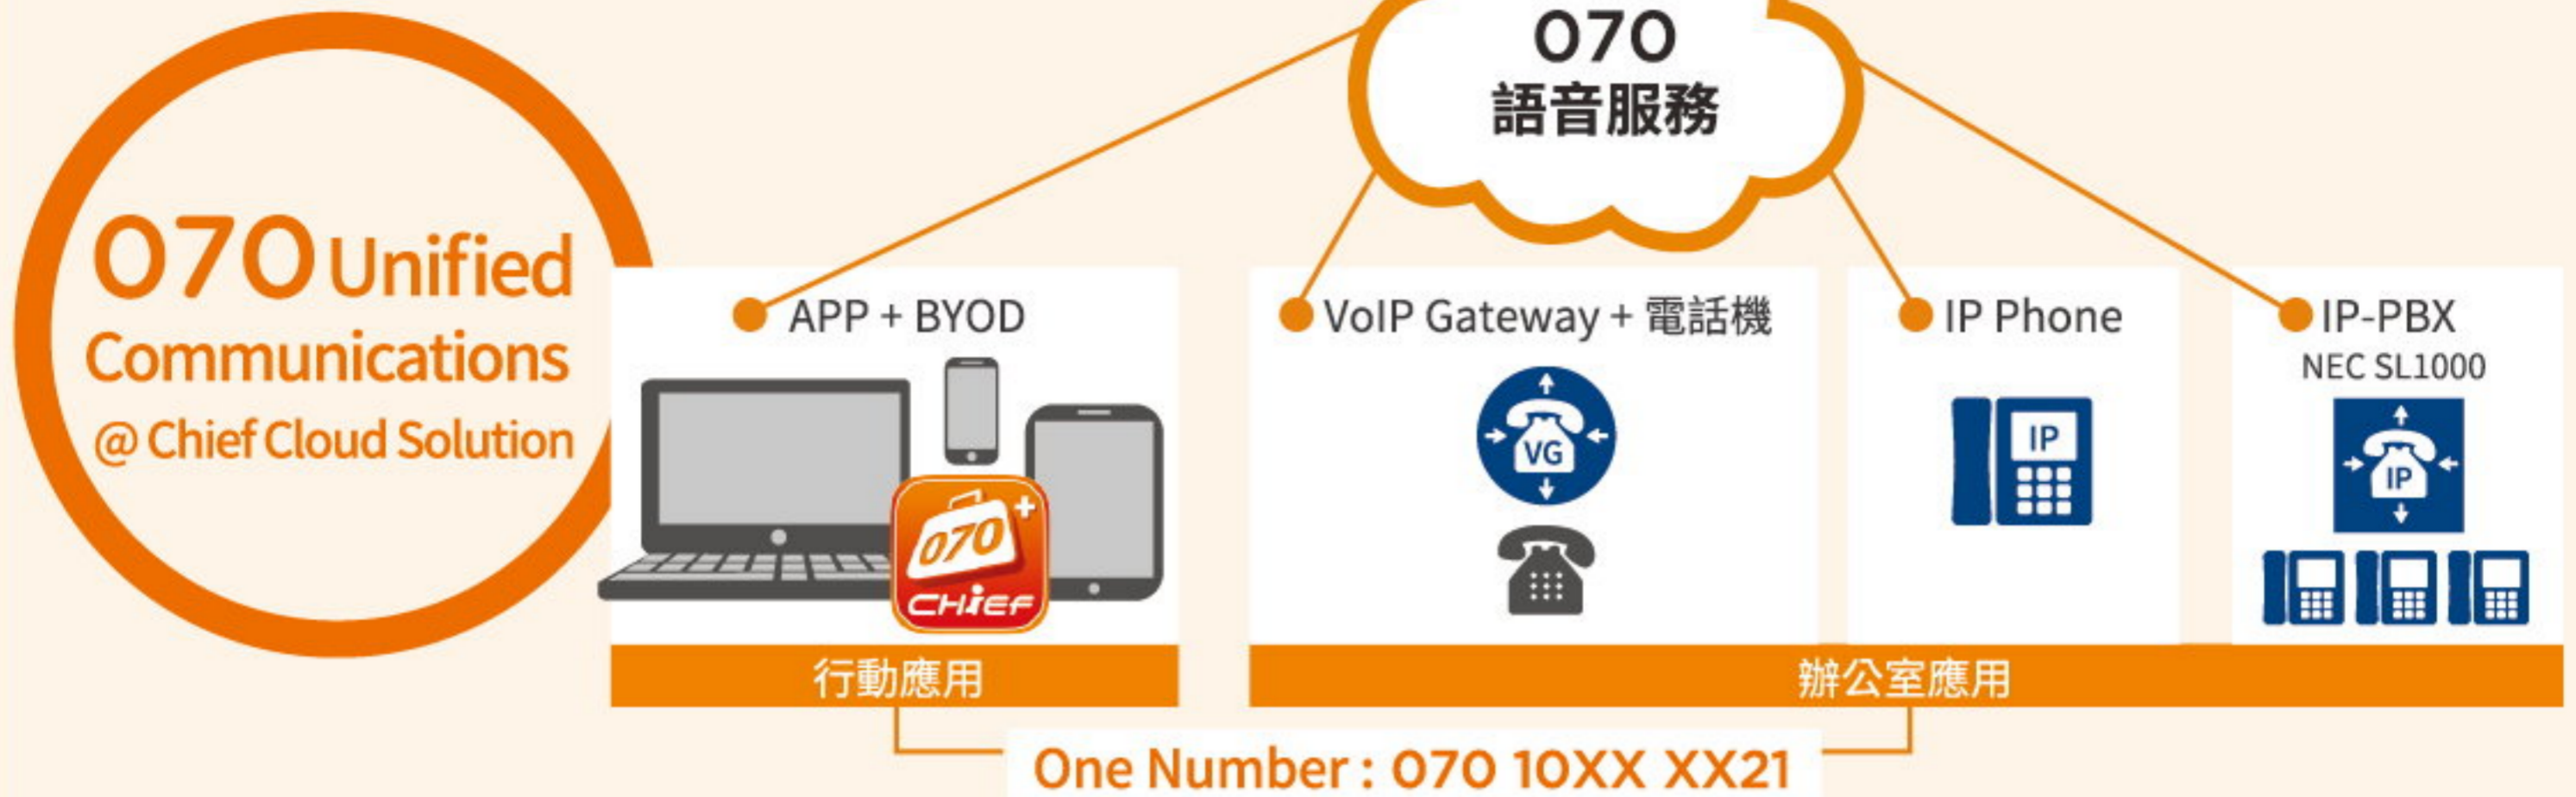 070 Unified
Communications
@ Chief Cloud Solution
070
語音服務
APP + BYOD
070+
CHIEF
行動應用
VoIP Gateway + 電話機
VG
IP Phone
IP
IP-PBX
NEC SL1000
IP
辦公室應用
One Number : 070 10XX XX21